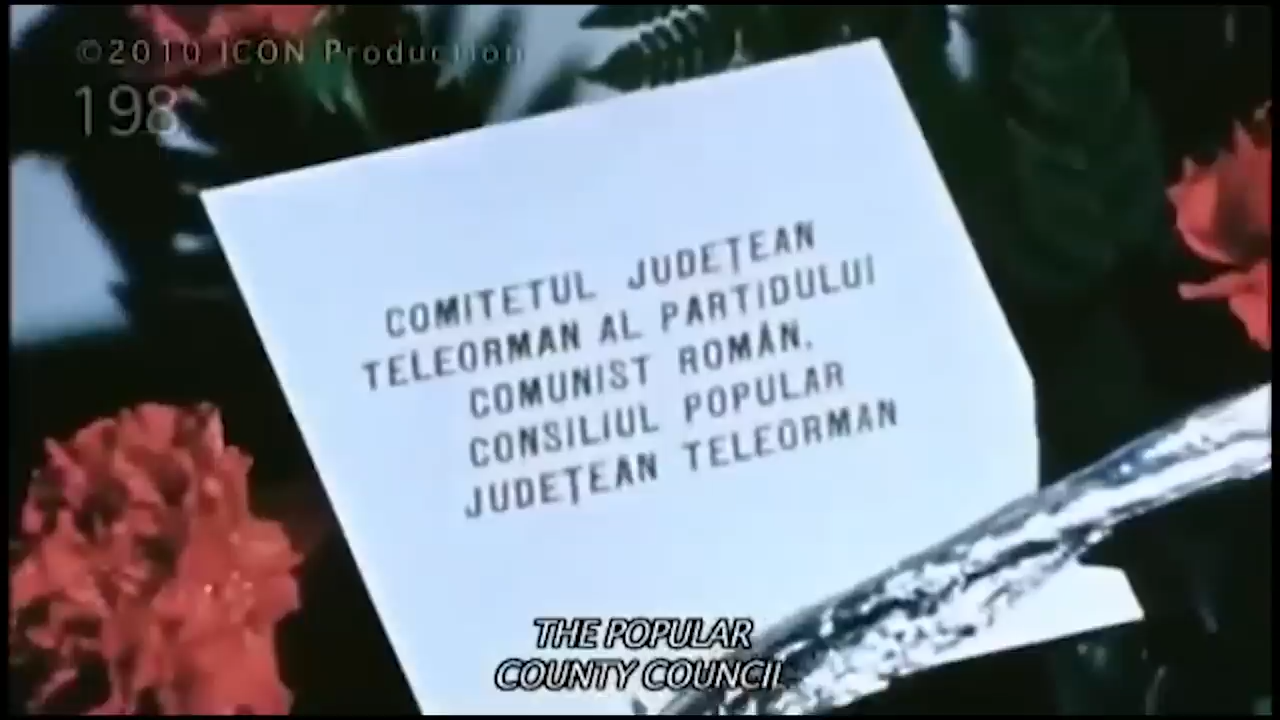 ©2010 ICON Production
198
COMITETUL JUDEȚEAN
TELEORMAN AL PARTIDULUI
COMUNIST ROMÂN.
CONSILIUL POPULAR
JUDEȚEAN TELEORMAN
THE POPULAR
COUNTY COUNCIL